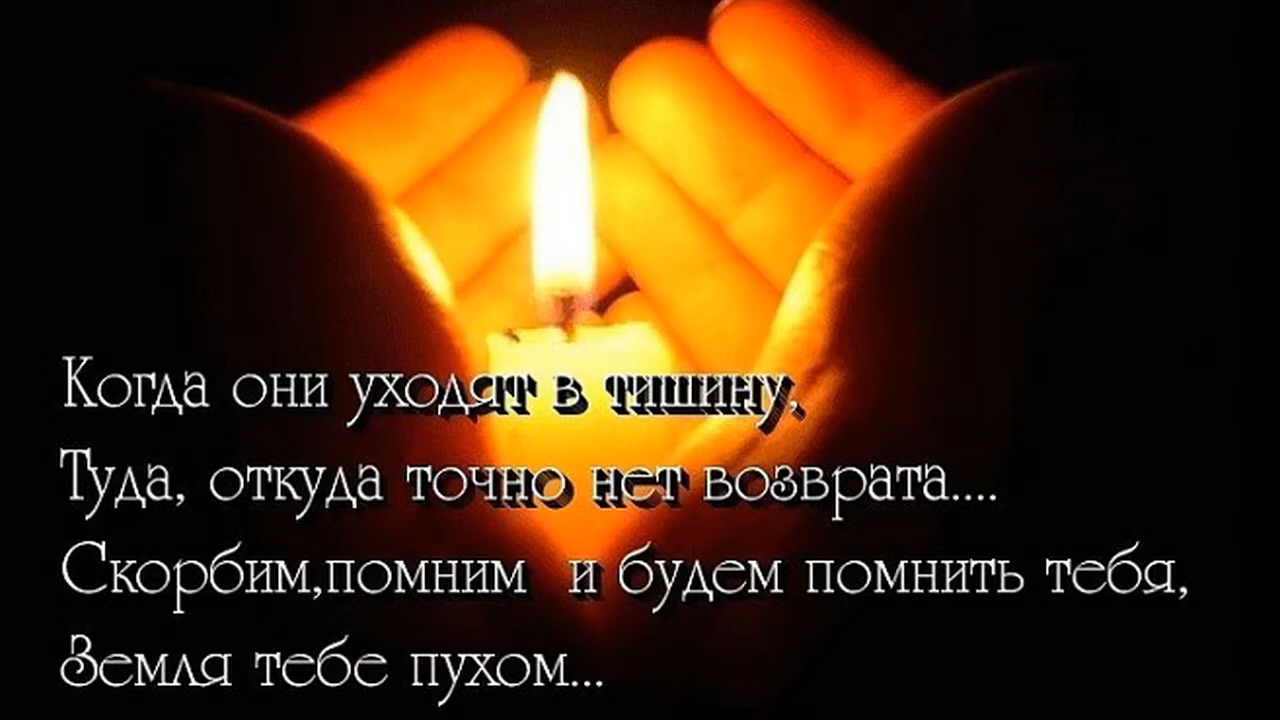 Когда они уходят в тишину,
Туда, откуда точно нет возврата....
Скорбим,помним и будем помнить тебя,
Земля тебе пухом...